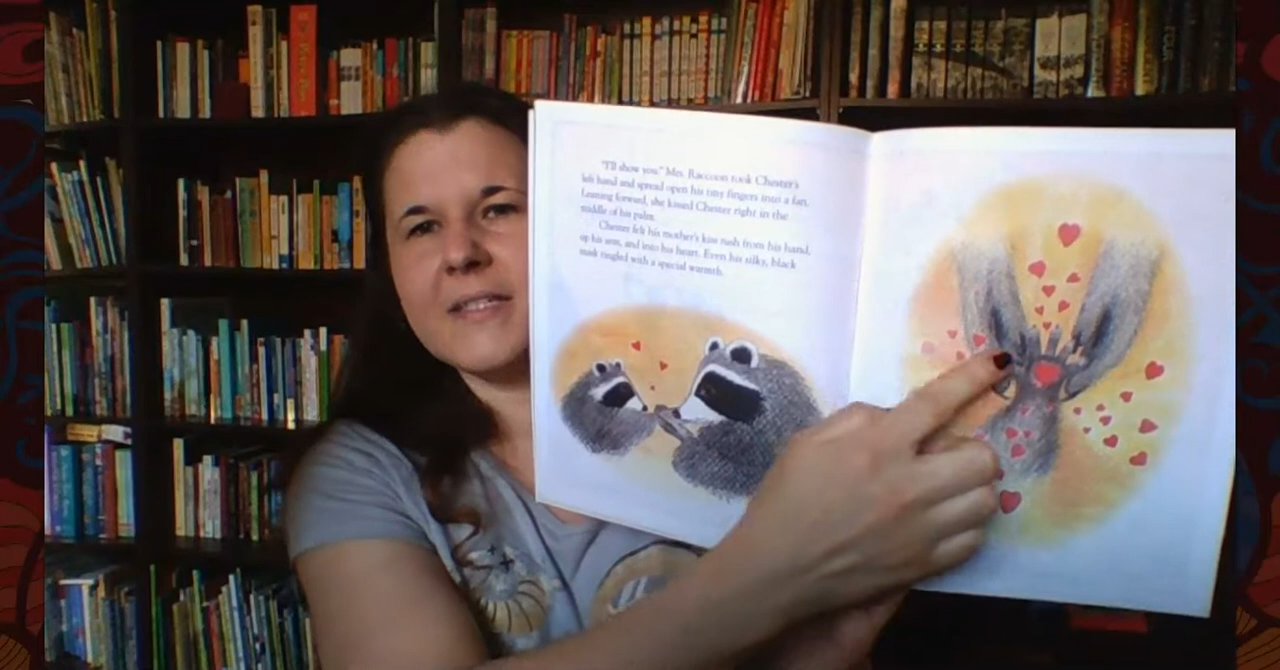 "I'll show you." Mrs. Raccoon took Chester's
left hand and spread open his tiny fingers into a fan.
Leaning forward, she kissed Chester right in the
middle of his palm.
Chester felt his mother's kiss rush from his hand,
up his arm, and into his heart. Even his silky, black
mask tingled with a special warmth.